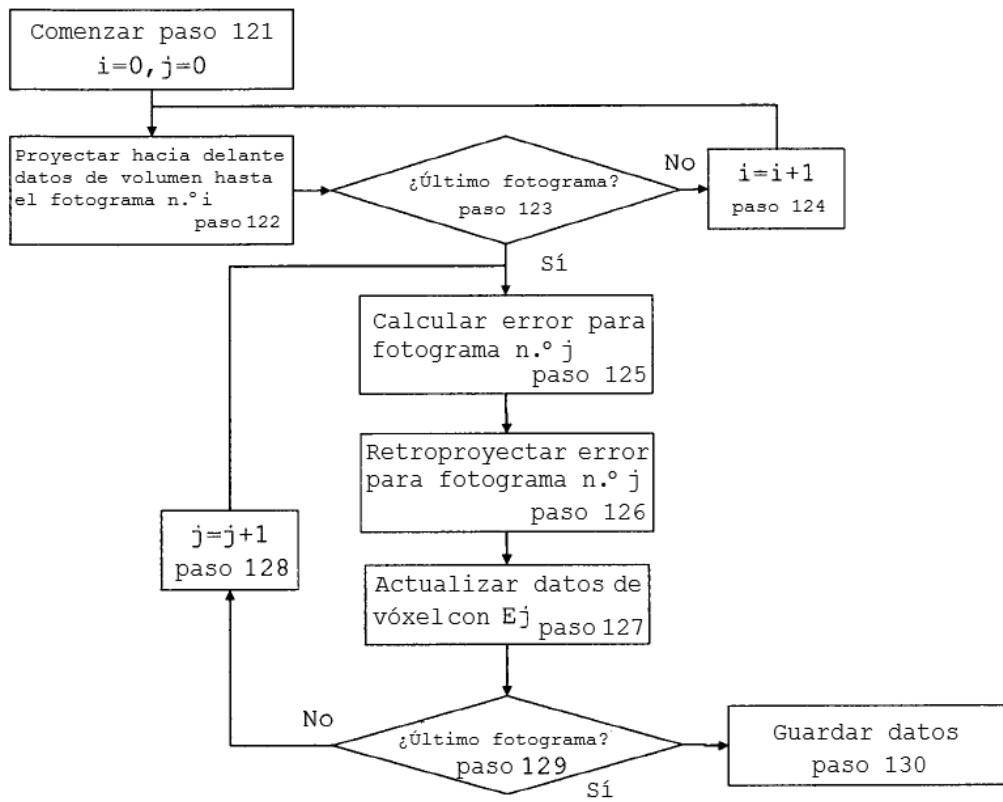 Comenzar paso 121
i=0, j=0
Proyectar hacia delante
datos de volumen hasta
el fotograma n.º i
paso 122
¿Último fotograma?
paso 123
No
i=i+1
paso 124
Sí
Calcular error para
fotograma n.º j
paso 125
Retroproyectar error
para fotograma n.º j
paso 126
j=j+1
paso 128
Actualizar datos de
vóxel con Ej
paso 127
No
¿Último fotograma?
paso 129
Sí
Guardar datos
paso 130